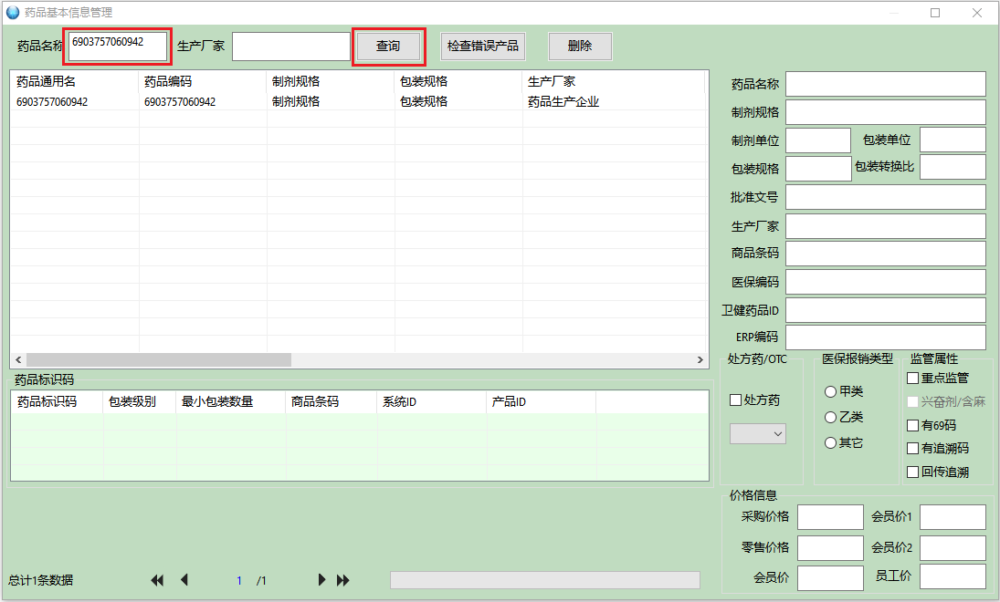 药品基本信息管理
药品名称 6903757060942 生产厂家 查询 检查错误产品 删除
药品通用名 药品编码 制剂规格 包装规格 生产厂家
6903757060942 6903757060942 制剂规格 包装规格 药品生产企业
药品名称
制剂规格
制剂单位 包装单位
包装规格 包装转换比
批准文号
生产厂家
商品条码
医保编码
卫健药品ID
ERP编码
药品标识码
药品标识码 包装级别 最小包装数量 商品条码 系统ID 产品ID
处方药/OTC
处方药
医保报销类型
甲类
乙类
其它
监管属性
重点监管
兴奋剂/含麻
有69码
有追溯码
回传追溯
价格信息
采购价格 会员价1
零售价格 会员价2
会员价 员工价
总计1条数据 1 /1